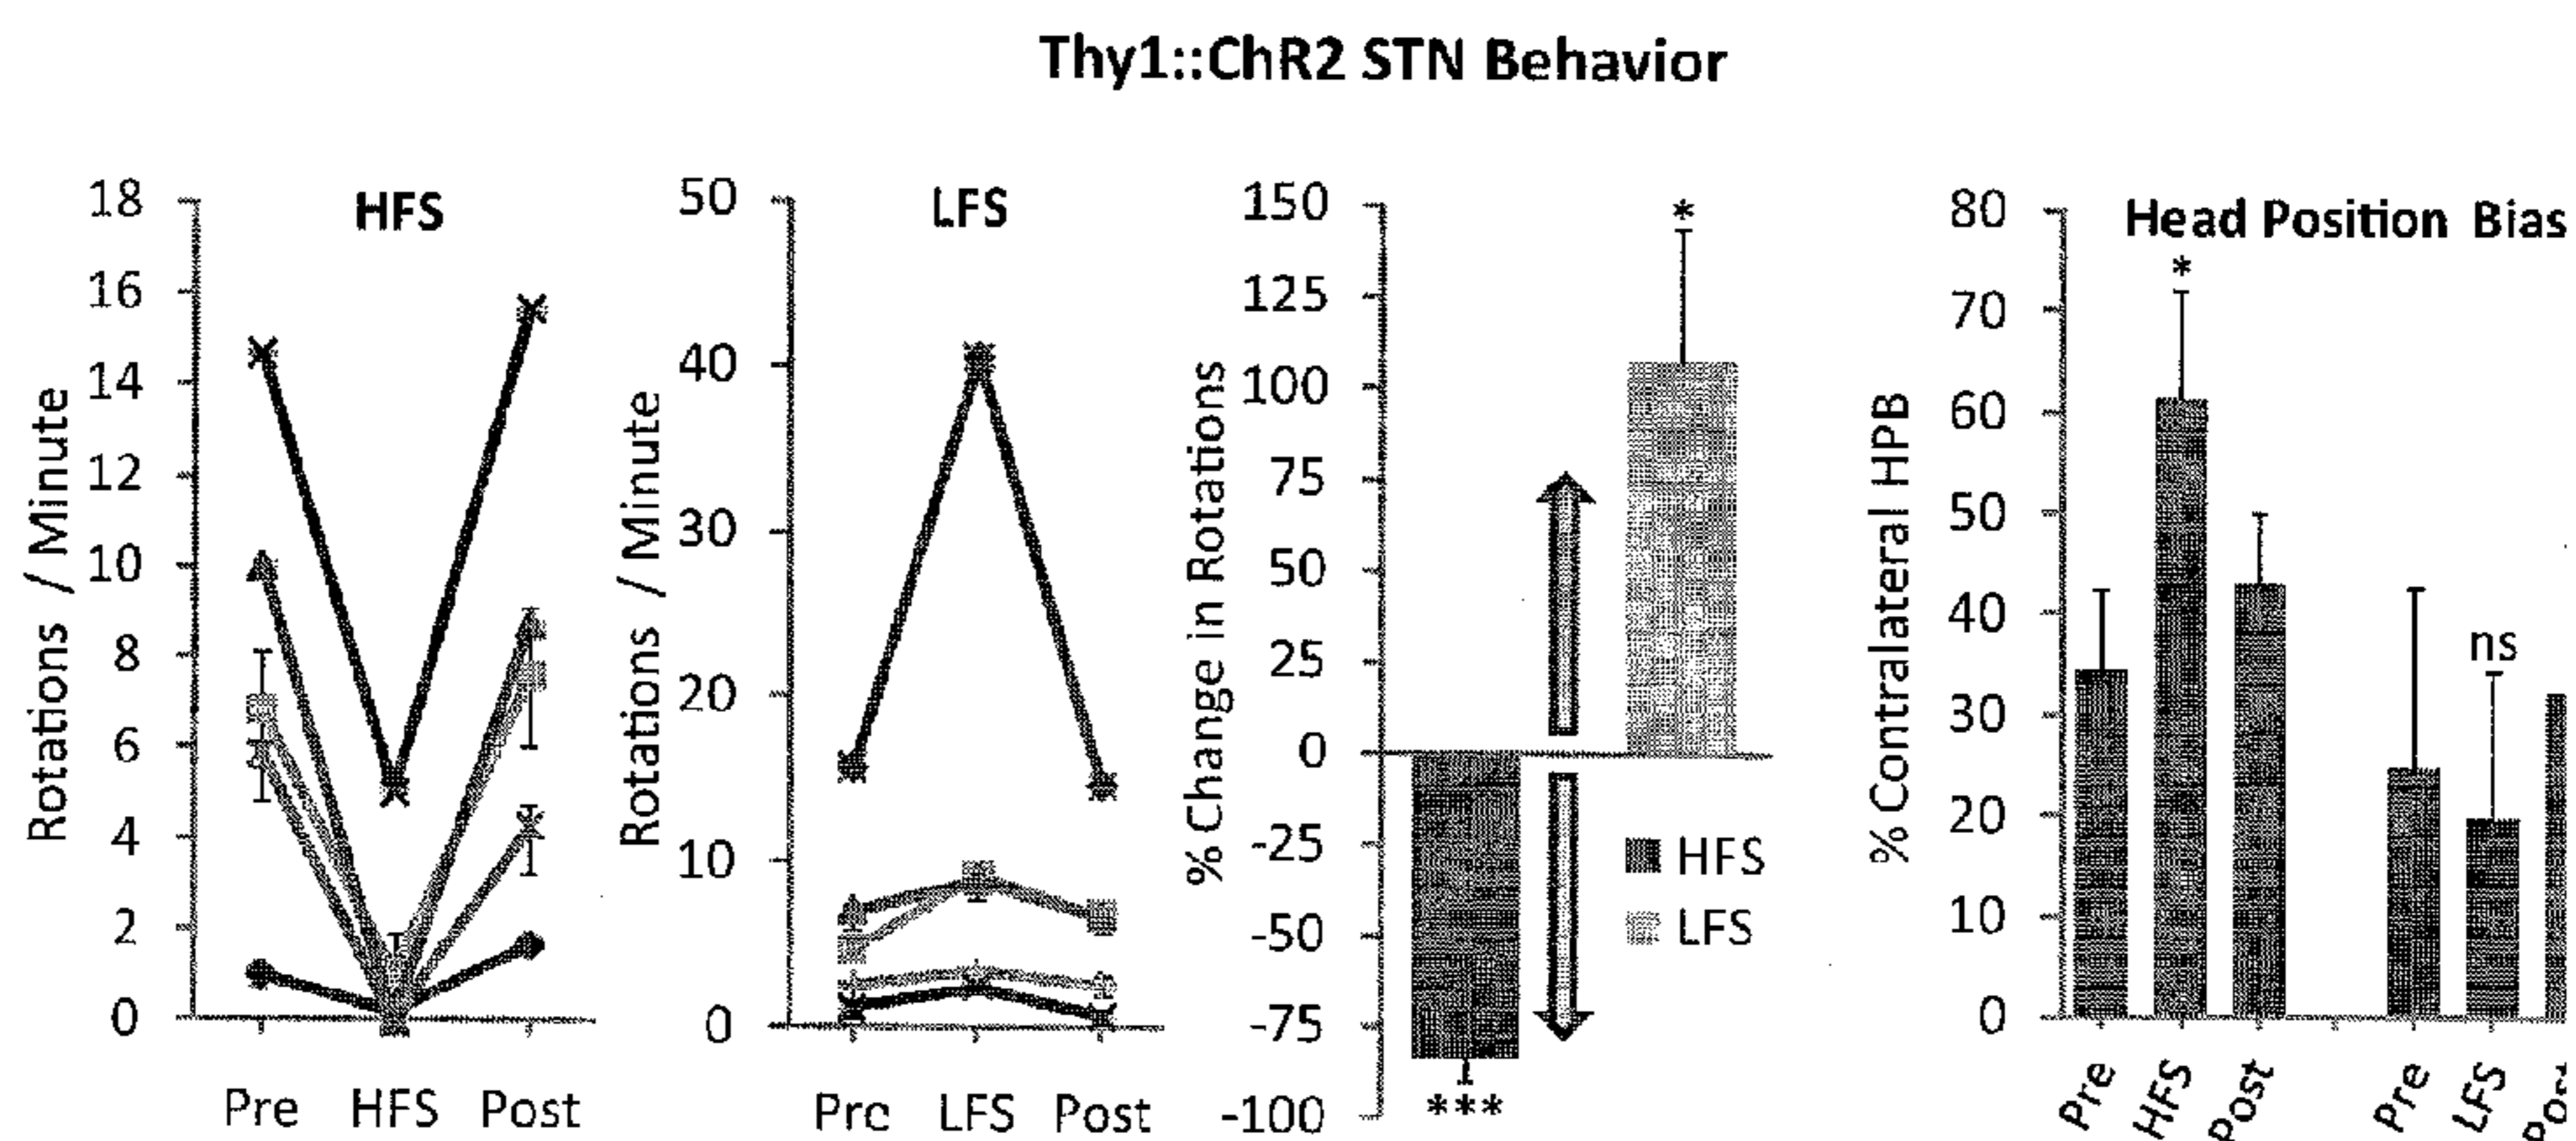 Thy1::ChR2 STN Behavior
HFS
Rotations / Minute
18
16
14
12
10
8
6
4
2
0
Pre HFS Post
LFS
Rotations / Minute
50
40
30
20
10
0
Pre LFS Post
% Change in Rotations
150
125
100
75
50
25
0
-25
-50
-75
-100
*
***
HFS
LFS
Head Position Bias
% Contralateral HPB
80
70
60
50
40
30
20
10
0
*
ns
Pre HFS Post Pre LFS Post